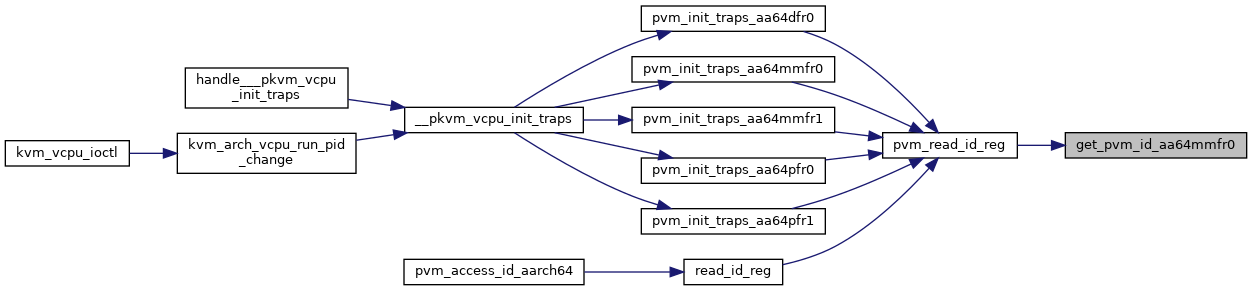 pvm_init_traps_aa64dfr0
pvm_init_traps_aa64mmfr0
handle___pkvm_vcpu
_init_traps
__pkvm_vcpu_init_traps
pvm_init_traps_aa64mmfr1
kvm_vcpu_ioctl
kvm_arch_vcpu_run_pid
_change
pvm_read_id_reg
get_pvm_id_aa64mmfr0
pvm_init_traps_aa64pfr0
pvm_init_traps_aa64pfr1
pvm_access_id_aarch64
read_id_reg